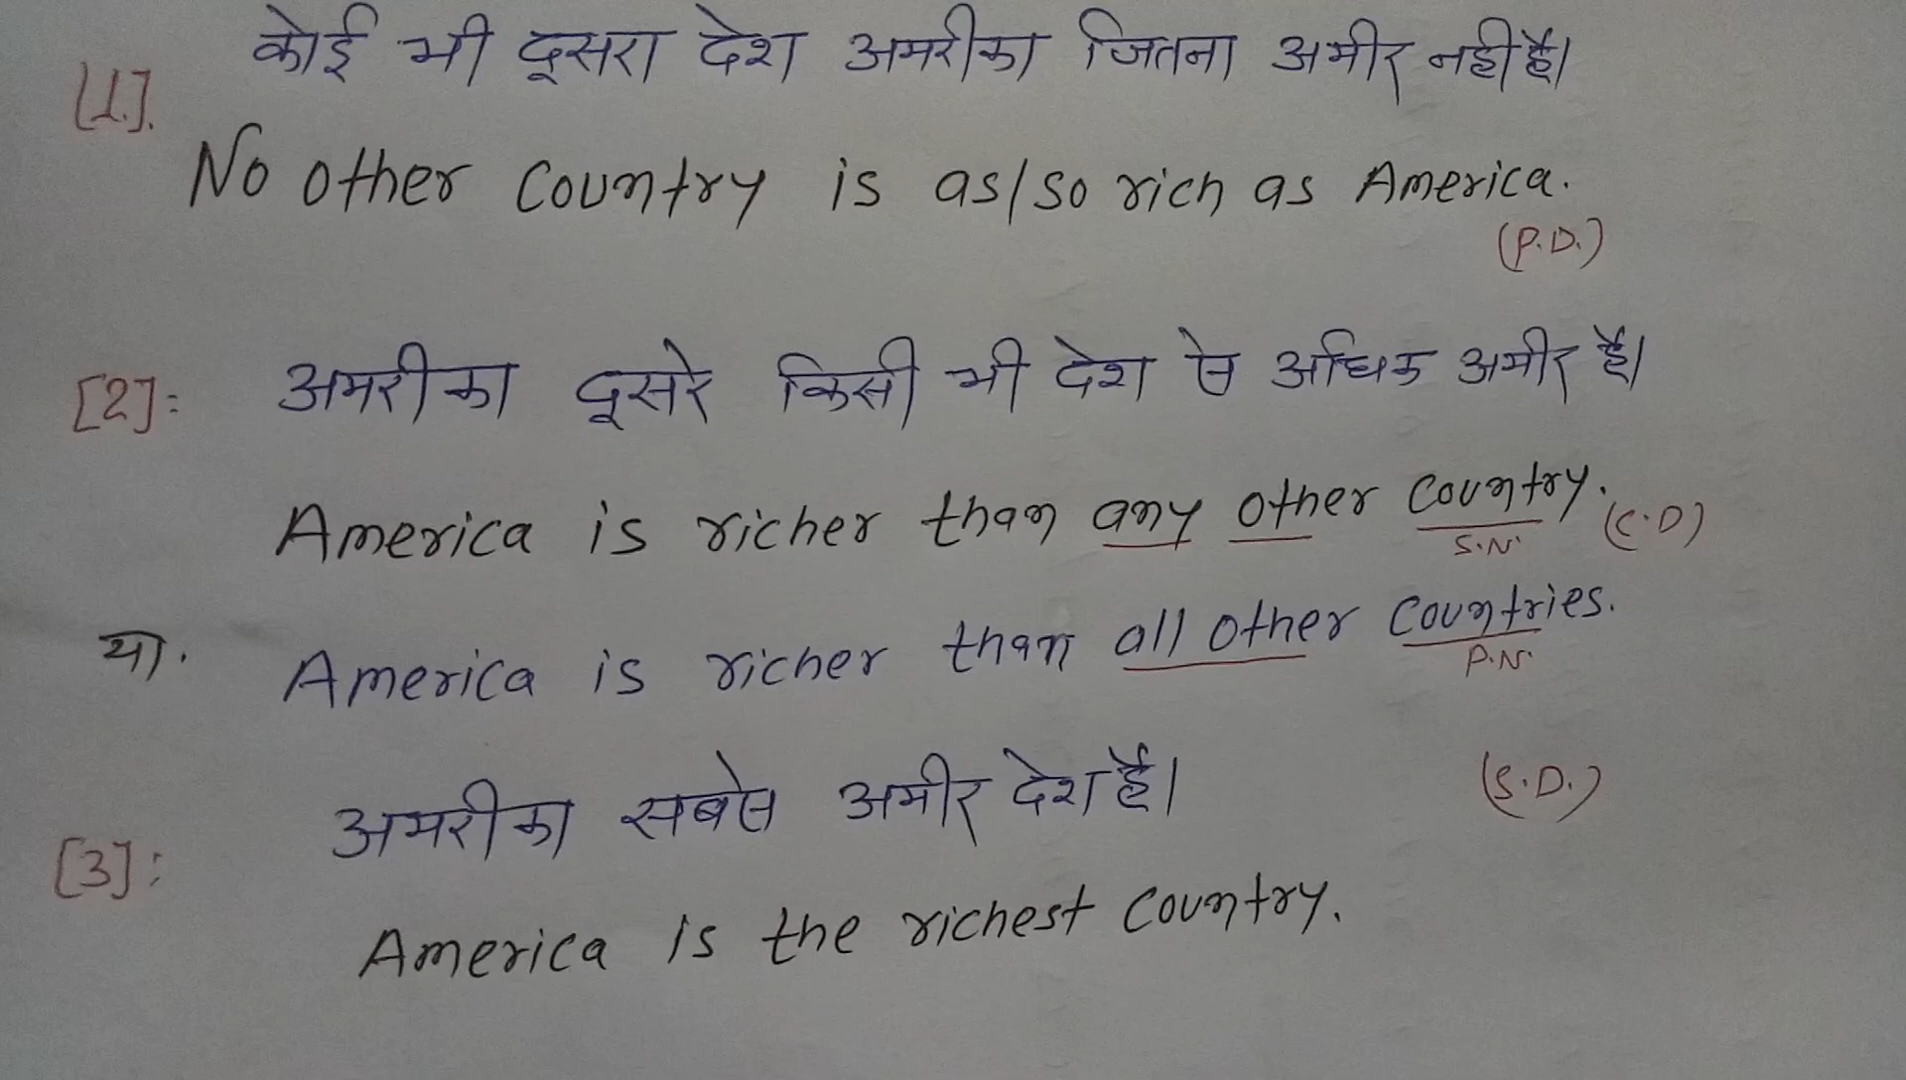 कोई भी दूसरा देश अमरीका जितना अमीर नही है।
[1].
No other Country is as/so rich as America.
(P.D.)
[2]: अमरीका दूसरे किसी भी देश से अधिक अमीर है।
America is richer than any other Country. (C.D)
S.N.
या. America is richer than all other Countries.
P.N.
अमरीका सबसे अमीर देश है। (S.D.)
[3]:
America is the richest Country.